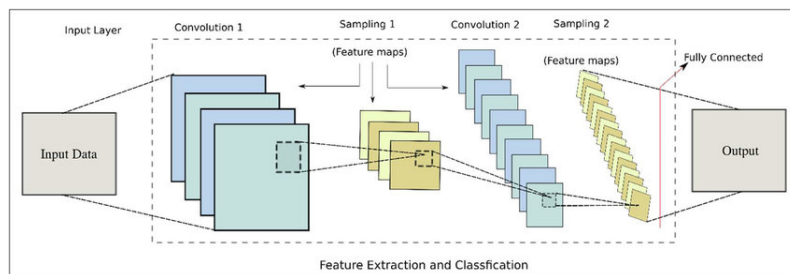 Input Layer
Convolution 1
Sampling 1
Convolution 2
Sampling 2
(Feature maps)
(Feature maps)
Fully Connected
Input Data
Output
Feature Extraction and Classfication